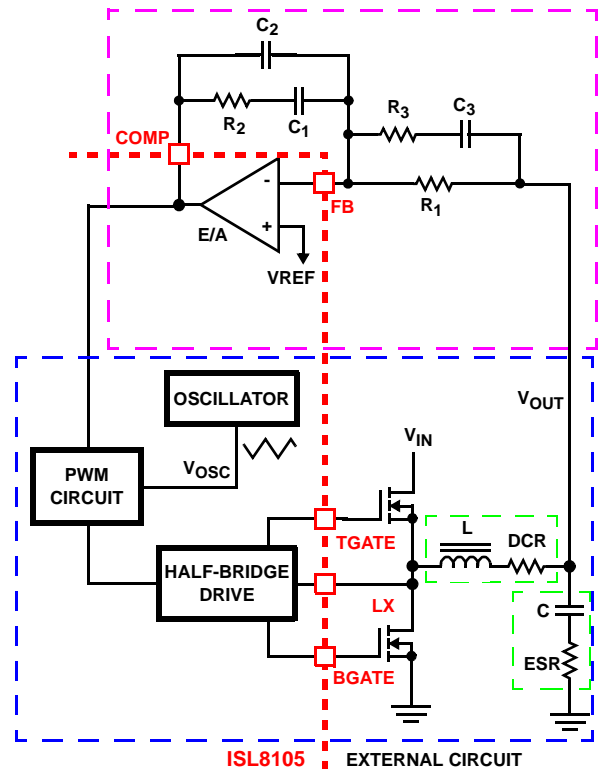 C2
R2
C1
R3
C3
COMP
-
+
E/A
FB
R1
VREF
OSCILLATOR
VOUT
VIN
PWM
CIRCUIT
VOSC
TGATE
L
DCR
HALF-BRIDGE
DRIVE
LX
C
ESR
BGATE
ISL8105
EXTERNAL CIRCUIT